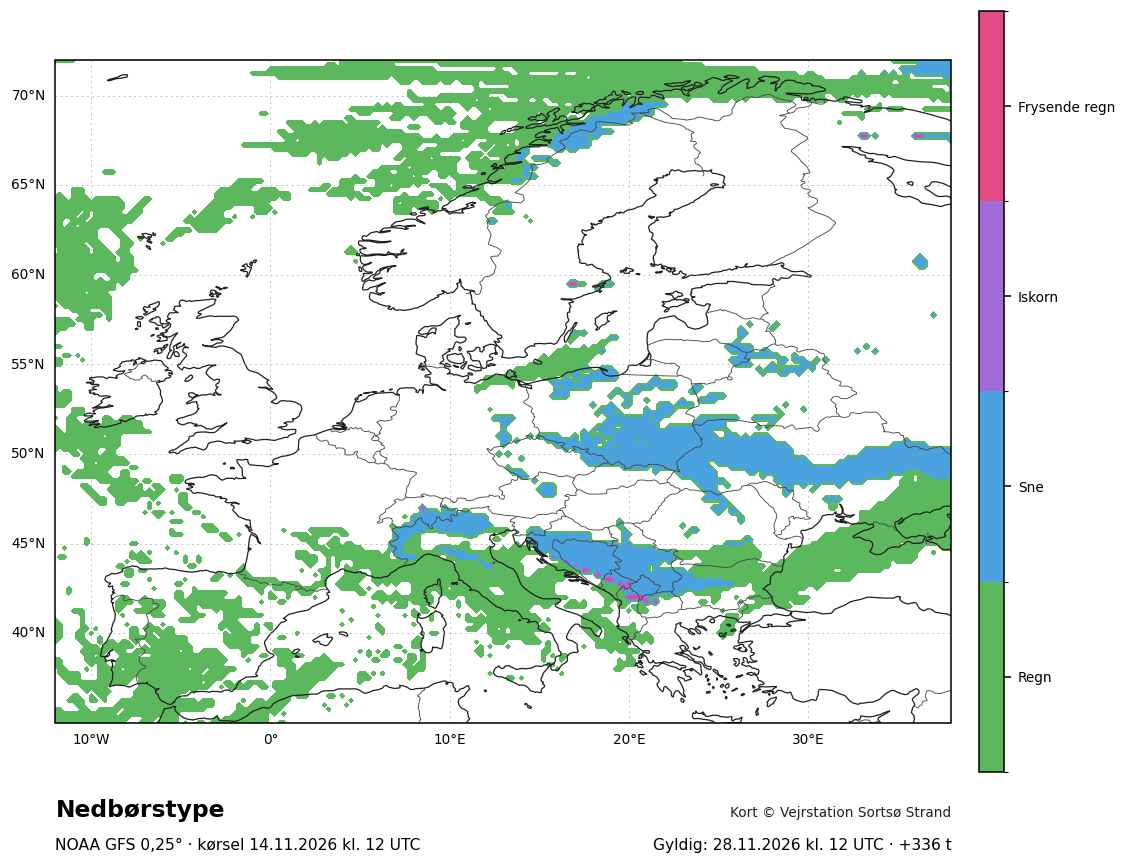 Frysende regn
Iskorn
Sne
Regn
70°N
65°N
60°N
55°N
50°N
45°N
40°N
10°W
0°
10°E
20°E
30°E
Nedbørstype
Kort © Vejrstation Sortsø Strand
NOAA GFS 0,25° · kørsel 14.11.2026 kl. 12 UTC
Gyldig: 28.11.2026 kl. 12 UTC · +336 t